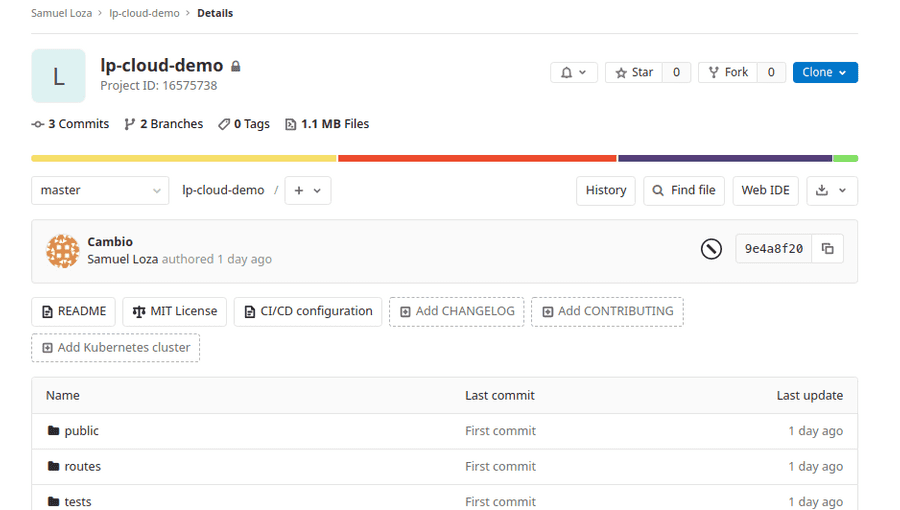 Samuel Loza > lp-cloud-demo > Details
L
lp-cloud-demo
Project ID: 16575738
Star 0 Fork 0 Clone
3 Commits 2 Branches 0 Tags 1.1 MB Files
master lp-cloud-demo / + History Find file Web IDE
Cambio
Samuel Loza authored 1 day ago 9e4a8f20
README MIT License CI/CD configuration Add CHANGELOG Add CONTRIBUTING
Add Kubernetes cluster
Name Last commit Last update
public First commit 1 day ago
routes First commit 1 day ago
tests First commit 1 day ago